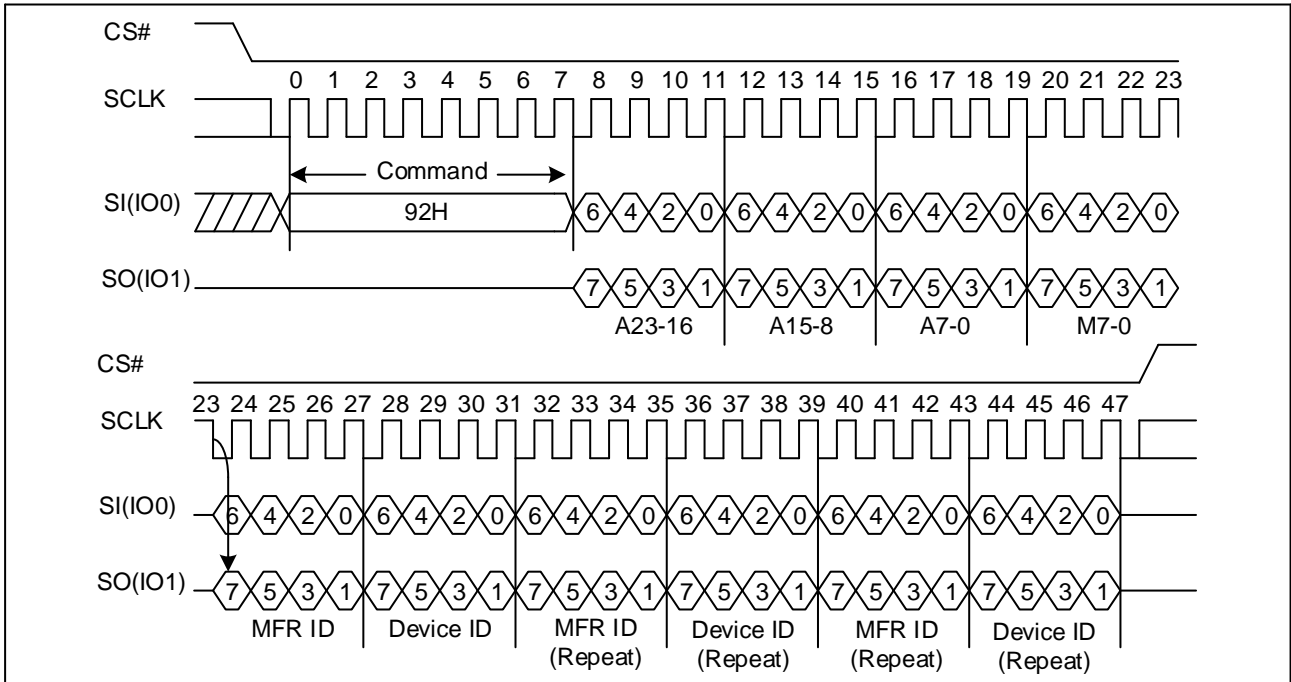 CS#
0 1 2 3 4 5 6 7 8 9 10 11 12 13 14 15 16 17 18 19 20 21 22 23
SCLK
Command
SI(IO0) 92H 6 4 2 0 6 4 2 0 6 4 2 0 6 4 2 0
SO(IO1) 7 5 3 1 7 5 3 1 7 5 3 1 7 5 3 1
A23-16 A15-8 A7-0 M7-0
CS#
23 24 25 26 27 28 29 30 31 32 33 34 35 36 37 38 39 40 41 42 43 44 45 46 47
SCLK
SI(IO0) 6 4 2 0 6 4 2 0 6 4 2 0 6 4 2 0 6 4 2 0 6 4 2 0
SO(IO1) 7 5 3 1 7 5 3 1 7 5 3 1 7 5 3 1 7 5 3 1 7 5 3 1
MFR ID Device ID MFR ID Device ID MFR ID Device ID
(Repeat) (Repeat) (Repeat) (Repeat)